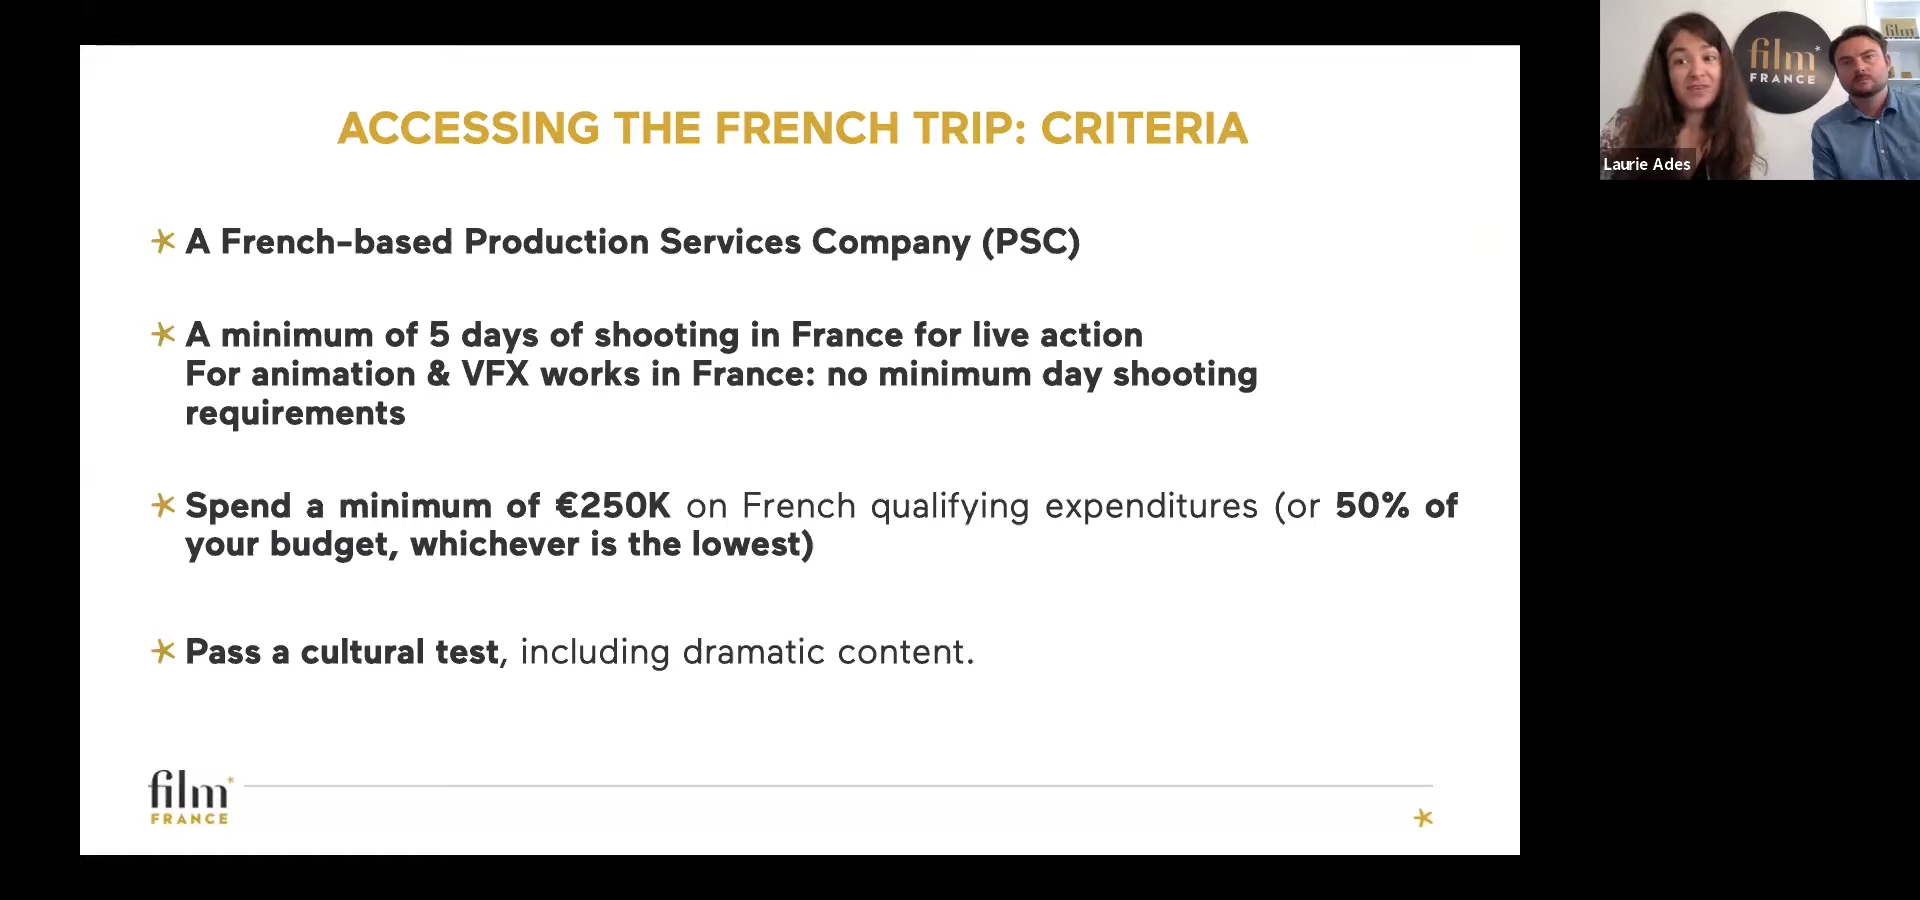 ACCESSING THE FRENCH TRIP: CRITERIA
A French-based Production Services Company (PSC)
A minimum of 5 days of shooting in France for live action
For animation & VFX works in France: no minimum day shooting
requirements
Spend a minimum of €250K on French qualifying expenditures (or 50% of
your budget, whichever is the lowest)
Pass a cultural test, including dramatic content.
film
FRANCE
film
FRANCE
film
Laurie Ades